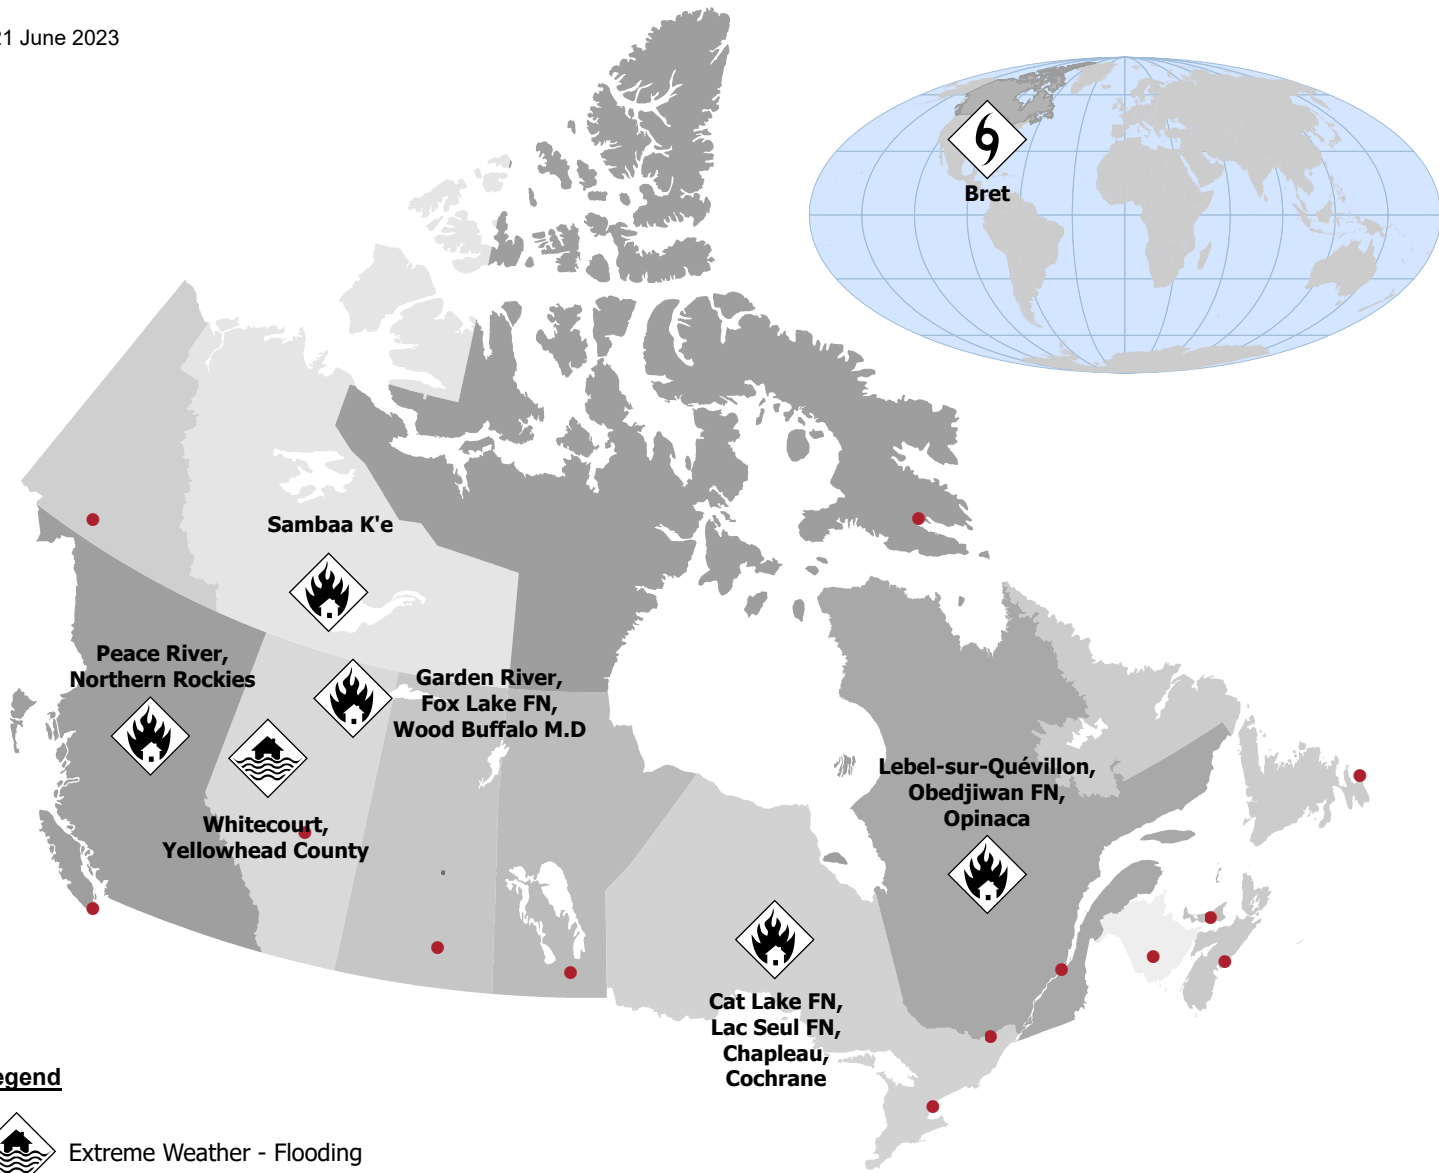 21 June 2023
Bret
Sambaa K'e
Peace River,
Northern Rockies
Garden River,
Fox Lake FN,
Wood Buffalo M.D
Whitecourt,
Yellowhead County
Lebel-sur-Quévillon,
Obedjiwan FN,
Opinaca
Cat Lake FN,
Lac Seul FN,
Chapleau,
Cochrane
egend
Extreme Weather - Flooding